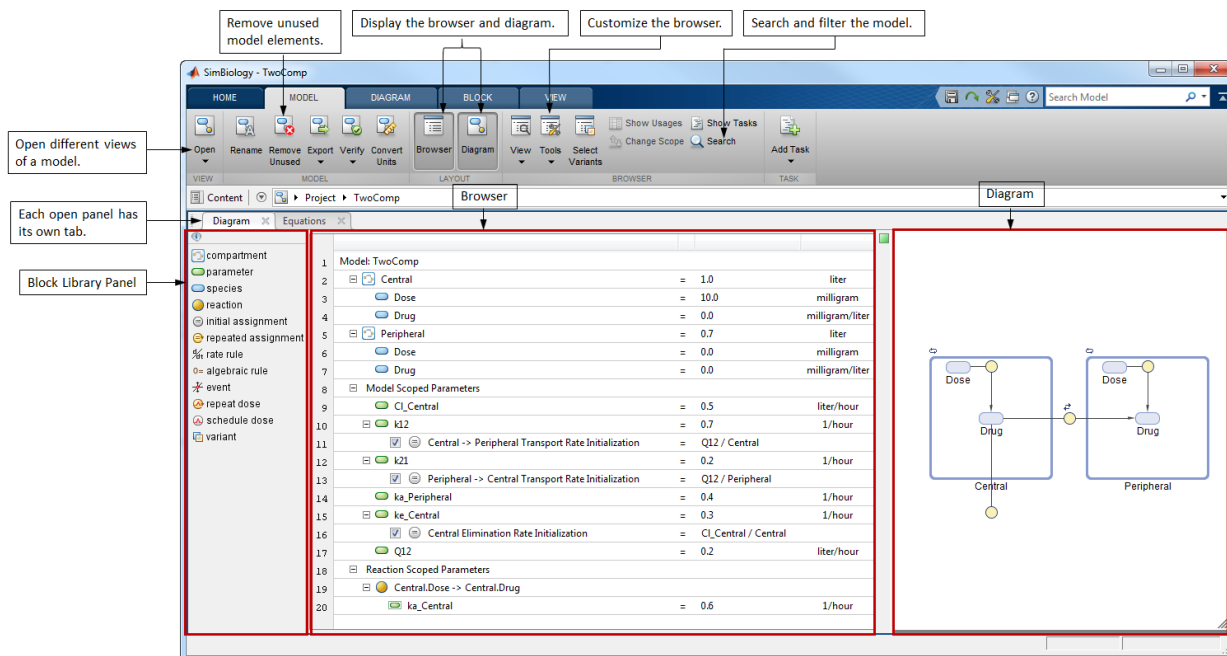 Remove unused
model elements.
Display the browser and diagram.
Customize the browser.
Search and filter the model.
SimBiology - TwoComp
HOME
MODEL
DIAGRAM
BLOCK
VIEW
Search Model
Open different views
of a model.
Open
Rename
Remove
Unused
Export
Verify
Convert
Units
Browser
Diagram
View
Tools
Select
Variants
Show Usages
Show Tasks
Change Scope
Search
Add Task
VIEW
MODEL
LAYOUT
BROWSER
TASK
Content
Project
TwoComp
Browser
Diagram
Each open panel has
its own tab.
Diagram
Equations
Block Library Panel
compartment
parameter
species
reaction
initial assignment
repeated assignment
rate rule
0= algebraic rule
event
repeat dose
schedule dose
variant
1 Model: TwoComp
2 Central = 1.0 liter
3 Dose = 10.0 milligram
4 Drug = 0.0 milligram/liter
5 Peripheral = 0.7 liter
6 Dose = 0.0 milligram
7 Drug = 0.0 milligram/liter
8 Model Scoped Parameters
9 Cl_Central = 0.5 liter/hour
10 k12 = 0.7 1/hour
11 Central -> Peripheral Transport Rate Initialization = Q12 / Central
12 k21 = 0.2 1/hour
13 Peripheral -> Central Transport Rate Initialization = Q12 / Peripheral
14 ka_Peripheral = 0.4 1/hour
15 ke_Central = 0.3 1/hour
16 Central Elimination Rate Initialization = Cl_Central / Central
17 Q12 = 0.2 liter/hour
18 Reaction Scoped Parameters
19 Central.Dose -> Central.Drug
20 ka_Central = 0.6 1/hour
Dose
Drug
Central
Dose
Drug
Peripheral